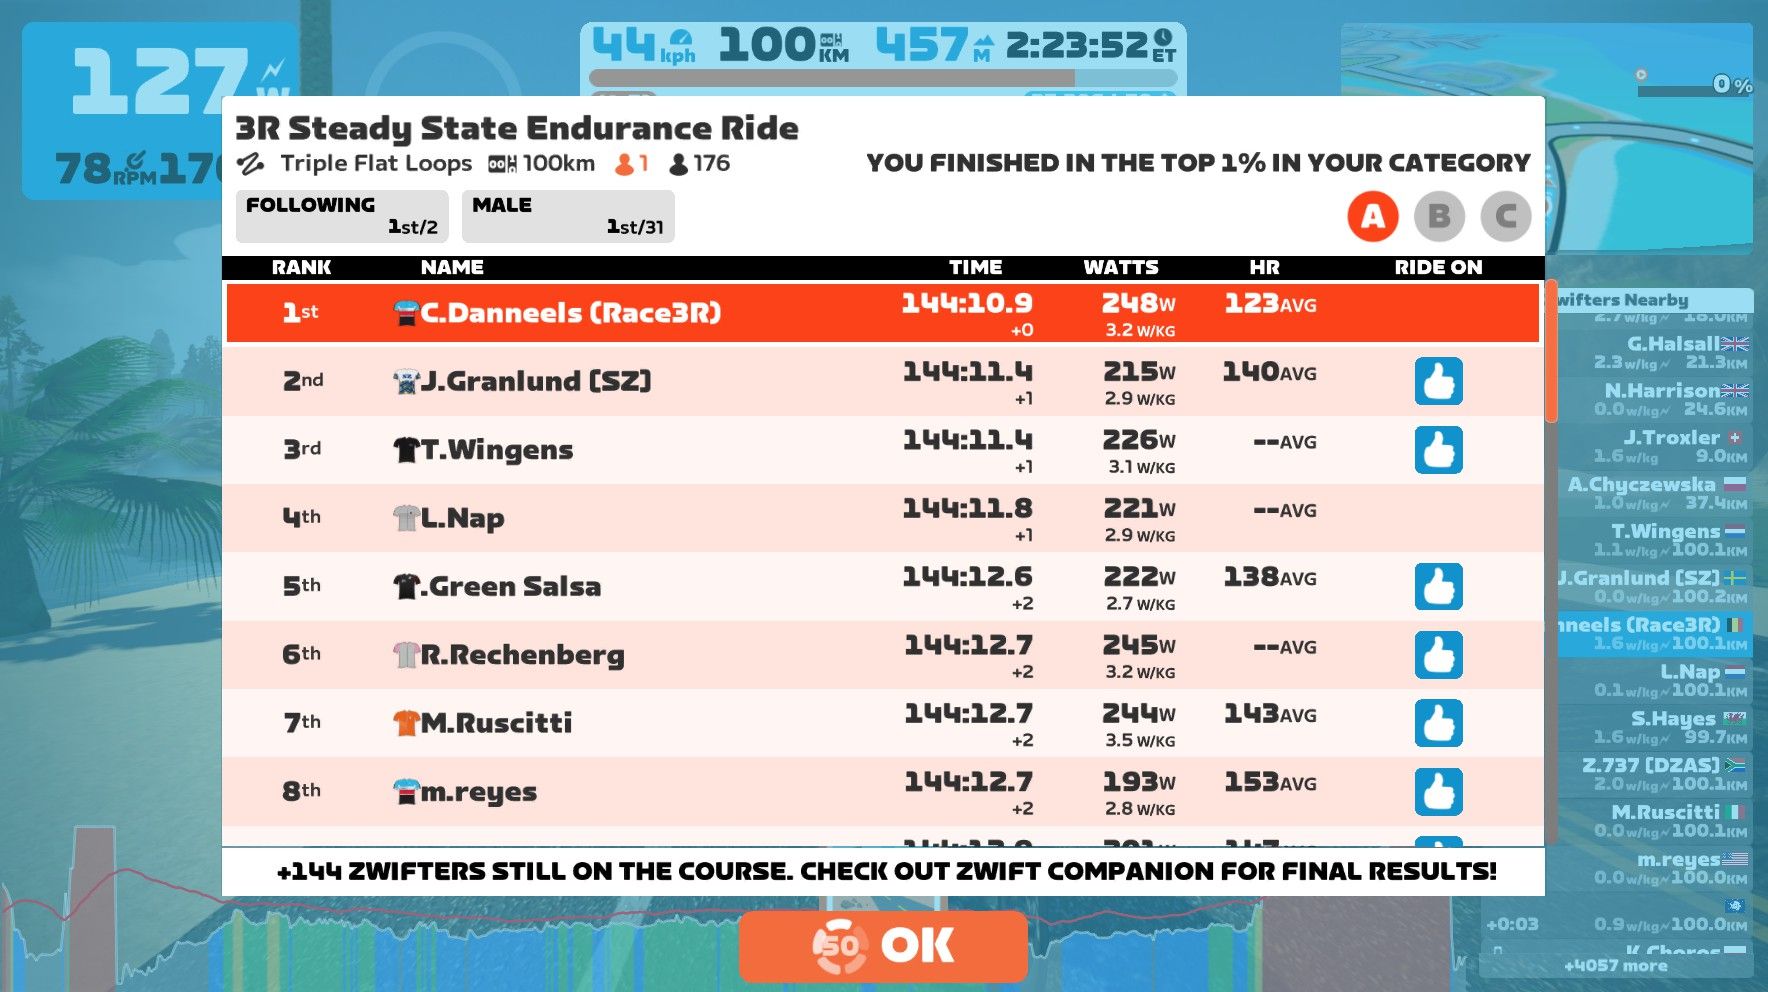 127W
78RPM 170
44kph 100KM 457M 2:23:52ET
0%
3R Steady State Endurance Ride
Triple Flat Loops 100km 1 176
YOU FINISHED IN THE TOP 1% IN YOUR CATEGORY
FOLLOWING
1st/2
MALE
1st/31
A B C
RANK NAME TIME WATTS HR RIDE ON
1st C.Danneels (Race3R) 144:10.9 248W 123AVG
+0 3.2 W/KG
2nd J.Granlund [SZ] 144:11.4 215W 140AVG
+1 2.9 W/KG
3rd T.Wingens 144:11.4 226W --AVG
+1 3.1 W/KG
4th L.Nap 144:11.8 221W --AVG
+1 2.9 W/KG
5th .Green Salsa 144:12.6 222W 138AVG
+2 2.7 W/KG
6th R.Rechenberg 144:12.7 245W --AVG
+2 3.2 W/KG
7th M.Ruscitti 144:12.7 244W 143AVG
+2 3.5 W/KG
8th m.reyes 144:12.7 193W 153AVG
+2 2.8 W/KG
+144 ZWIFTERS STILL ON THE COURSE. CHECK OUT ZWIFT COMPANION FOR FINAL RESULTS!
50 OK
wifters Nearby
2.7w/kg 18.0KM
G.Halsall
2.3w/kg 21.3KM
N.Harrison
0.0w/kg 24.6KM
J.Troxler
1.6w/kg 9.0KM
A.Chyczewska
1.0w/kg 37.4KM
T.Wingens
1.1w/kg 100.1KM
J.Granlund [SZ]
0.0w/kg 100.2KM
nneels (Race3R)
1.6w/kg 100.1KM
L.Nap
0.1w/kg 100.1KM
S.Hayes
1.6w/kg 99.7KM
Z.737 [DZAS]
2.0w/kg 100.1KM
M.Ruscitti
0.0w/kg 100.1KM
m.reyes
0.0w/kg 100.0KM
+0:03 0.9w/kg 100.0KM
+4057 more